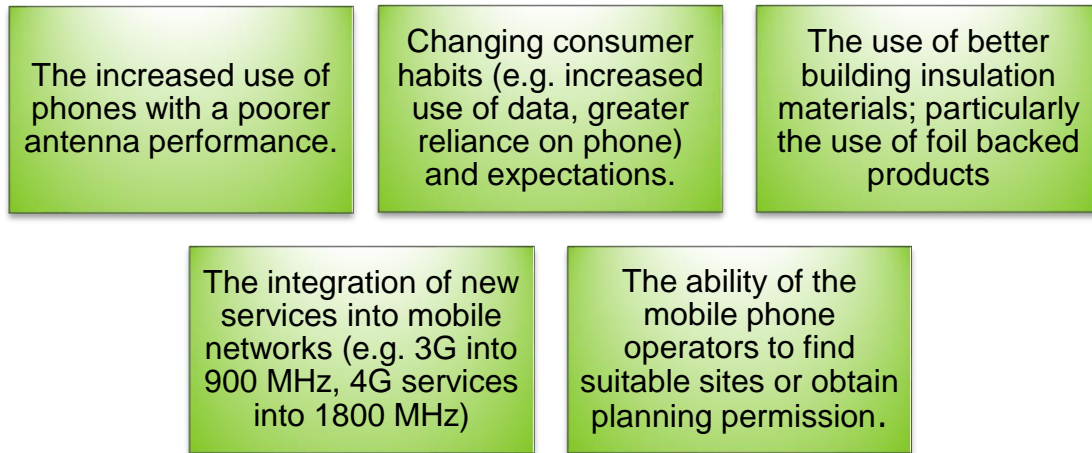 The increased use of
phones with a poorer
antenna performance.
Changing consumer
habits (e.g. increased
use of data, greater
reliance on phone)
and expectations.
The use of better
building insulation
materials; particularly
the use of foil backed
products
The integration of new
services into mobile
networks (e.g. 3G into
900 MHz, 4G services
into 1800 MHz)
The ability of the
mobile phone
operators to find
suitable sites or obtain
planning permission.